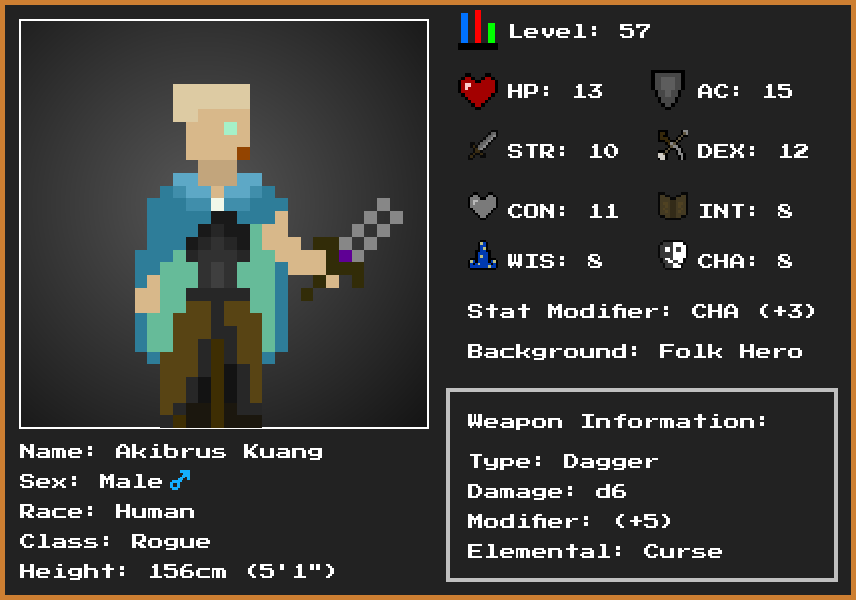 Level: 57
HP: 13
AC: 15
STR: 10
DEX: 12
CON: 11
INT: 8
WIS: 8
CHA: 8
Stat Modifier: CHA (+3)
Background: Folk Hero
Weapon Information:
Type: Dagger
Damage: d6
Modifier: (+5)
Elemental: Curse
Name: Akibrus Kuang
Sex: Male♂
Race: Human
Class: Rogue
Height: 156cm (5'1")